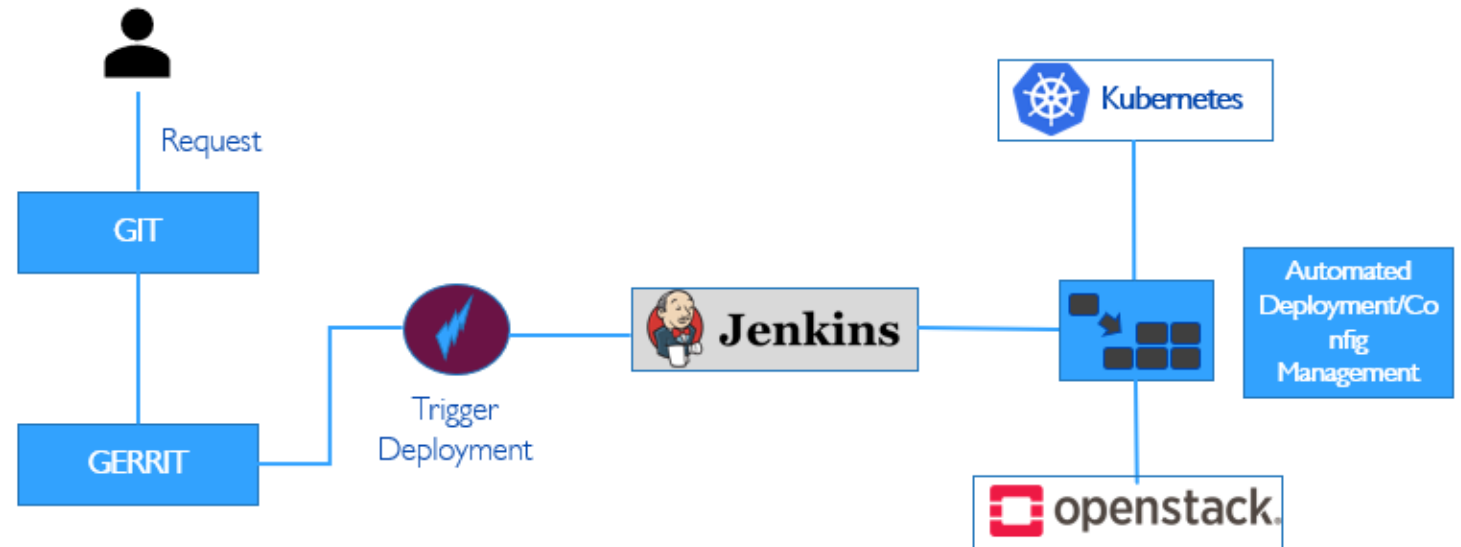 Request
GIT
GERRIT
Trigger
Deployment
Jenkins
Kubernetes
Automated
Deployment/Co
nfig
Management
openstack.